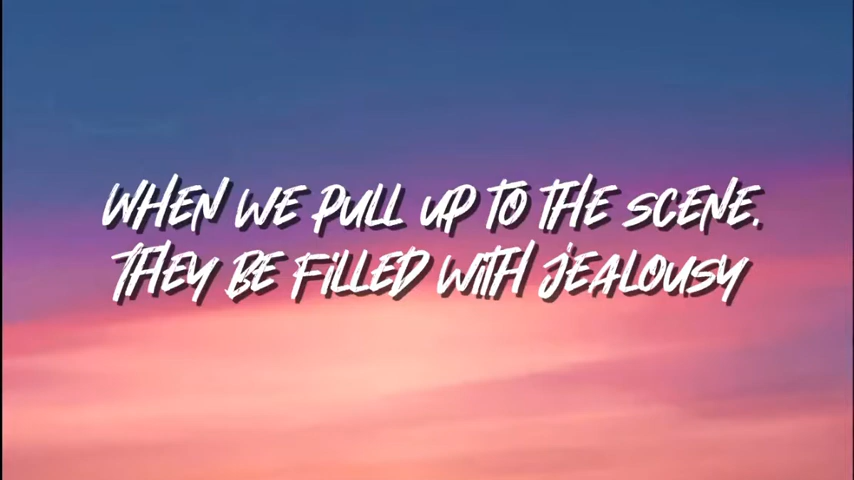 WHEN WE PULL UP TO THE SCENE,
THEY BE FILLED WITH JEALOUSY